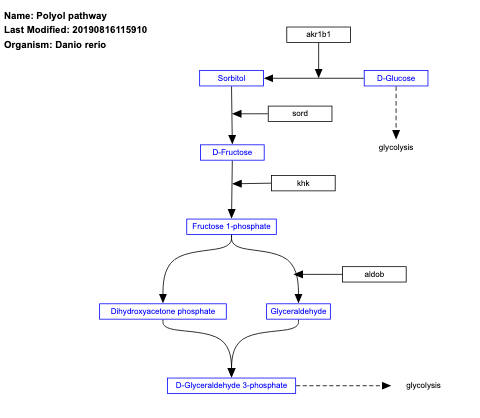 Name: Polyol pathway
Last Modified: 20190816115910
Organism: Danio rerio
akr1b1
Sorbitol
D-Glucose
sord
glycolysis
D-Fructose
khk
Fructose 1-phosphate
aldob
Dihydroxyacetone phosphate
Glyceraldehyde
D-Glyceraldehyde 3-phosphate
glycolysis